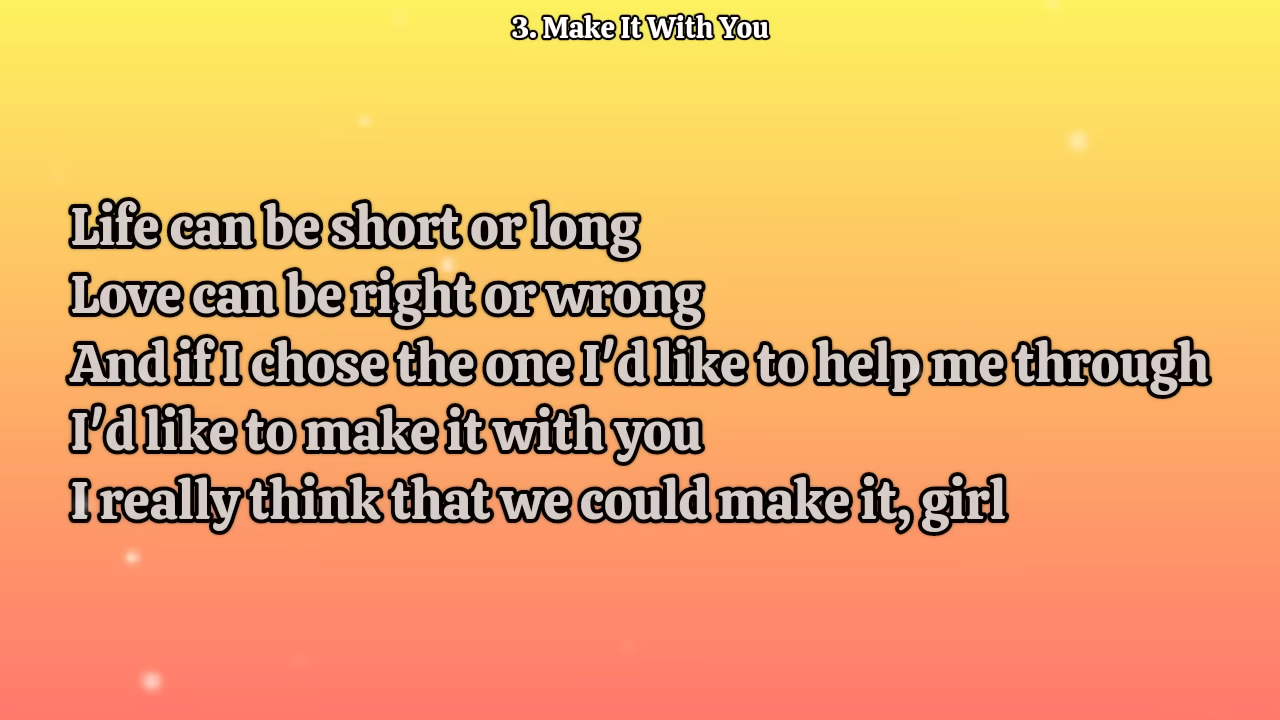 3. Make It With You
Life can be short or long
Love can be right or wrong
And if I chose the one I'd like to help me through
I'd like to make it with you
I really think that we could make it, girl